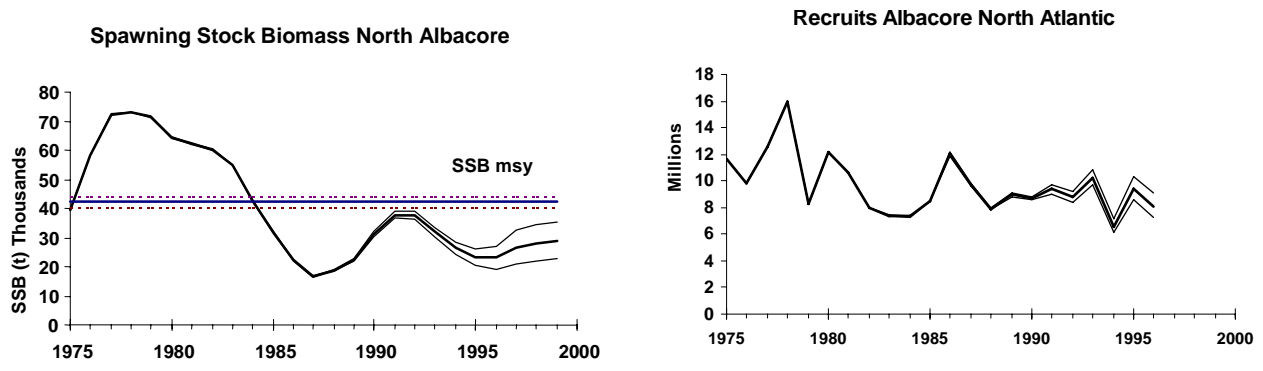 Spawning Stock Biomass North Albacore
SSB (t) Thousands
80
70
60
50
40
30
20
10
0
SSB msy
1975 1980 1985 1990 1995 2000
Recruits Albacore North Atlantic
Millions
18
16
14
12
10
8
6
4
2
0
1975 1980 1985 1990 1995 2000